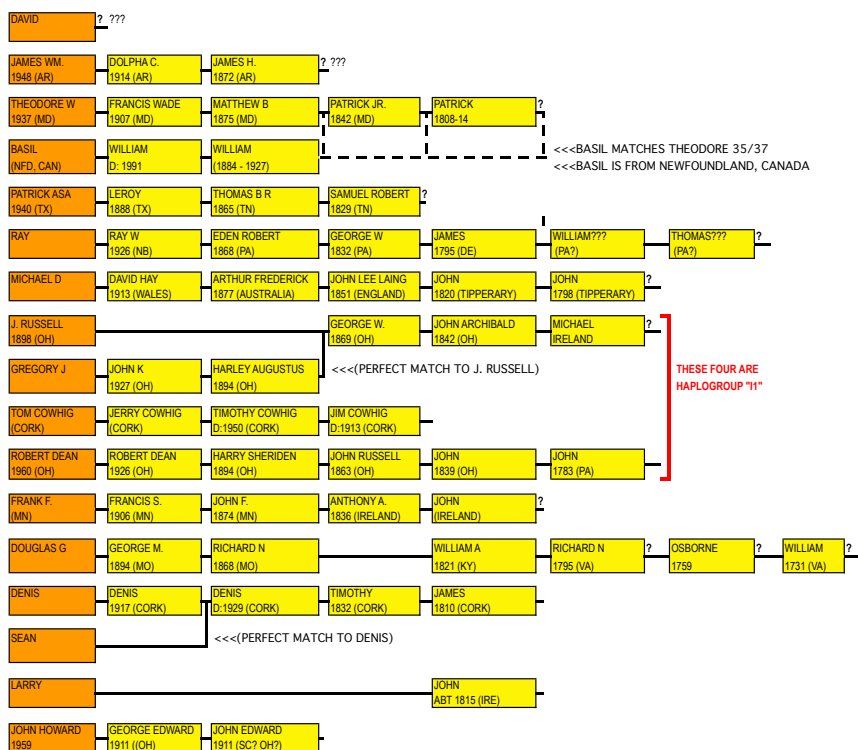 DAVID ? ???
JAMES WM. DOLPHA C. JAMES H. ? ???
1948 (AR) 1914 (AR) 1872 (AR)
THEODORE W FRANCIS WADE MATTHEW B PATRICK JR. PATRICK ?
1937 (MD) 1907 (MD) 1875 (MD) 1842 (MD) 1808-14
BASIL WILLIAM WILLIAM <<<BASIL MATCHES THEODORE 35/37
(NFD, CAN) D: 1991 (1884 - 1927) <<<BASIL IS FROM NEWFOUNDLAND, CANADA
PATRICK ASA LEROY THOMAS B R SAMUEL ROBERT ?
1940 (TX) 1888 (TX) 1865 (TN) 1829 (TN)
RAY RAY W EDEN ROBERT GEORGE W JAMES WILLIAM??? THOMAS??? ?
1926 (NB) 1868 (PA) 1832 (PA) 1795 (DE) (PA?) (PA?)
MICHAEL D DAVID HAY ARTHUR FREDERICK JOHN LEE LAING JOHN JOHN ?
1913 (WALES) 1877 (AUSTRALIA) 1851 (ENGLAND) 1820 (TIPPERARY) 1798 (TIPPERARY)
J. RUSSELL GEORGE W. JOHN ARCHIBALD MICHAEL ?
1898 (OH) 1869 (OH) 1842 (OH) IRELAND
GREGORY J JOHN K HARLEY AUGUSTUS <<<(PERFECT MATCH TO J. RUSSELL) THESE FOUR ARE
1927 (OH) 1894 (OH) HAPLOGROUP "I1"
TOM COWHIG JERRY COWHIG TIMOTHY COWHIG JIM COWHIG
(CORK) (CORK) D:1950 (CORK) D:1913 (CORK)
ROBERT DEAN ROBERT DEAN HARRY SHERIDEN JOHN RUSSELL JOHN JOHN
1960 (OH) 1926 (OH) 1894 (OH) 1863 (OH) 1839 (OH) 1783 (PA)
FRANK F. FRANCIS S. JOHN F. ANTHONY A. JOHN ?
(MN) 1906 (MN) 1874 (MN) 1836 (IRELAND) (IRELAND)
DOUGLAS G GEORGE M. RICHARD N WILLIAM A RICHARD N ? OSBORNE ? WILLIAM ?
1894 (MO) 1868 (MO) 1821 (KY) 1795 (VA) 1759 1731 (VA)
DENIS DENIS DENIS TIMOTHY JAMES
1917 (CORK) D:1929 (CORK) 1832 (CORK) 1810 (CORK)
SEAN <<<(PERFECT MATCH TO DENIS)
LARRY JOHN
ABT 1815 (IRE)
JOHN HOWARD GEORGE EDWARD JOHN EDWARD
1959 1911 ((OH) 1911 (SC? OH?)